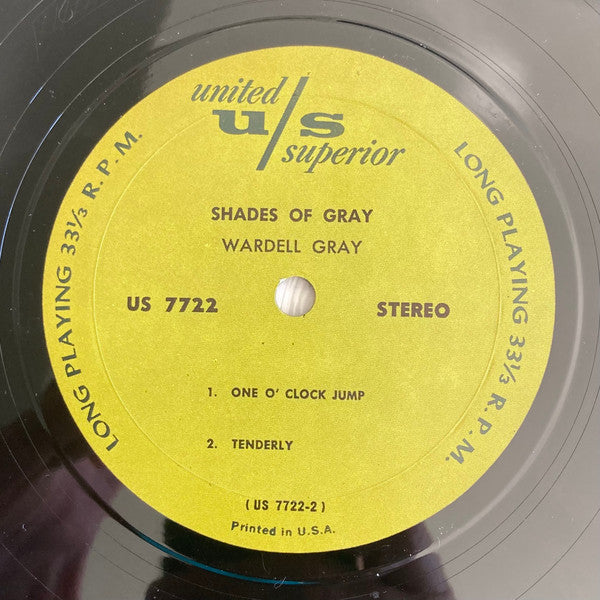 united
u/s
superior
SHADES OF GRAY
WARDELL GRAY
US 7722
STEREO
1. ONE O' CLOCK JUMP
2. TENDERLY
(US 7722-2)
Printed in U.S.A.
LONG PLAYING 33⅓ R.P.M.
LONG PLAYING 33⅓ R.P.M.